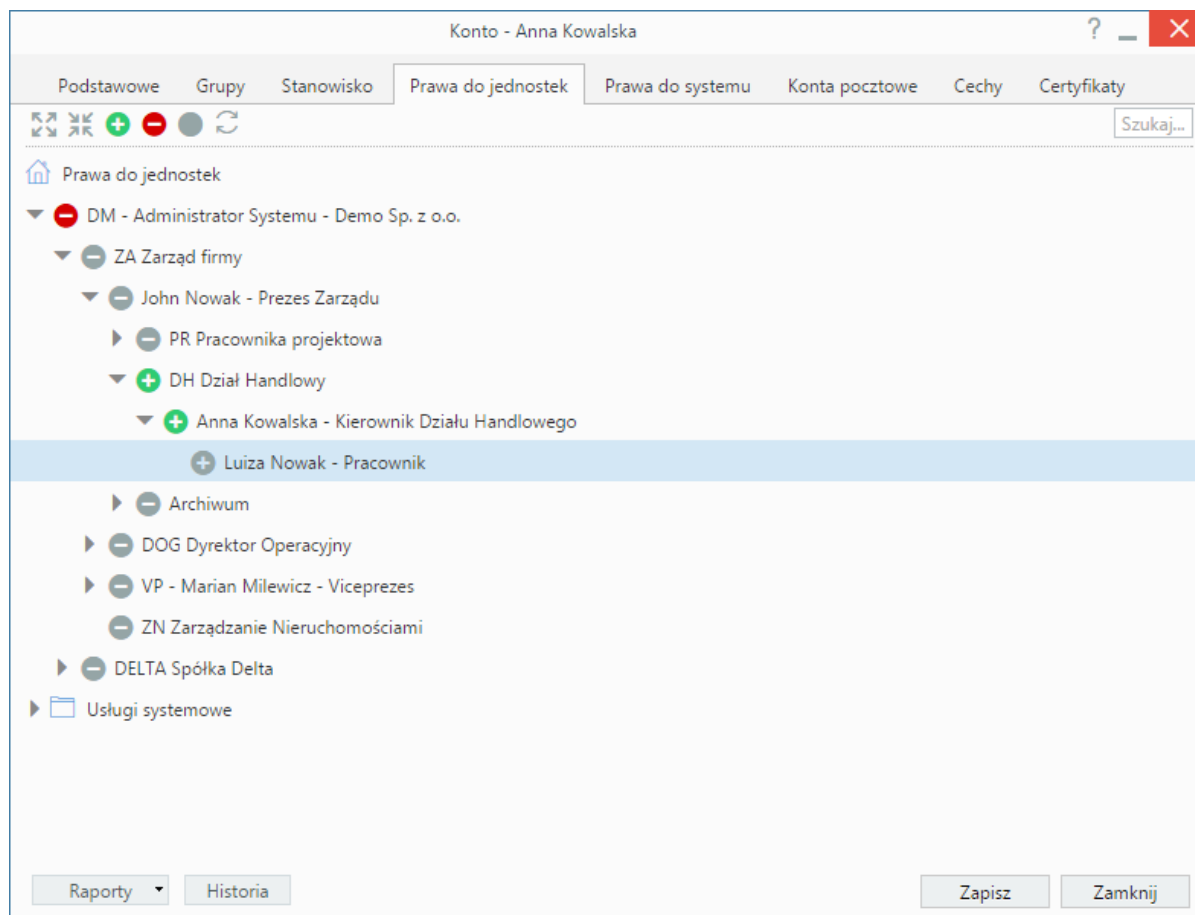 Konto - Anna Kowalska
?
Podstawowe Grupy Stanowisko Prawa do jednostek Prawa do systemu Konta pocztowe Cechy Certyfikaty
Szukaj...
Prawa do jednostek
DM - Administrator Systemu - Demo Sp. z o.o.
ZA Zarząd firmy
John Nowak - Prezes Zarządu
PR Pracownika projektowa
DH Dział Handlowy
Anna Kowalska - Kierownik Działu Handlowego
Luiza Nowak - Pracownik
Archiwum
DOG Dyrektor Operacyjny
VP - Marian Milewicz - Viceprezes
ZN Zarządzanie Nieruchomościami
DELTA Spółka Delta
Usługi systemowe
Raporty Historia Zapisz Zamknij